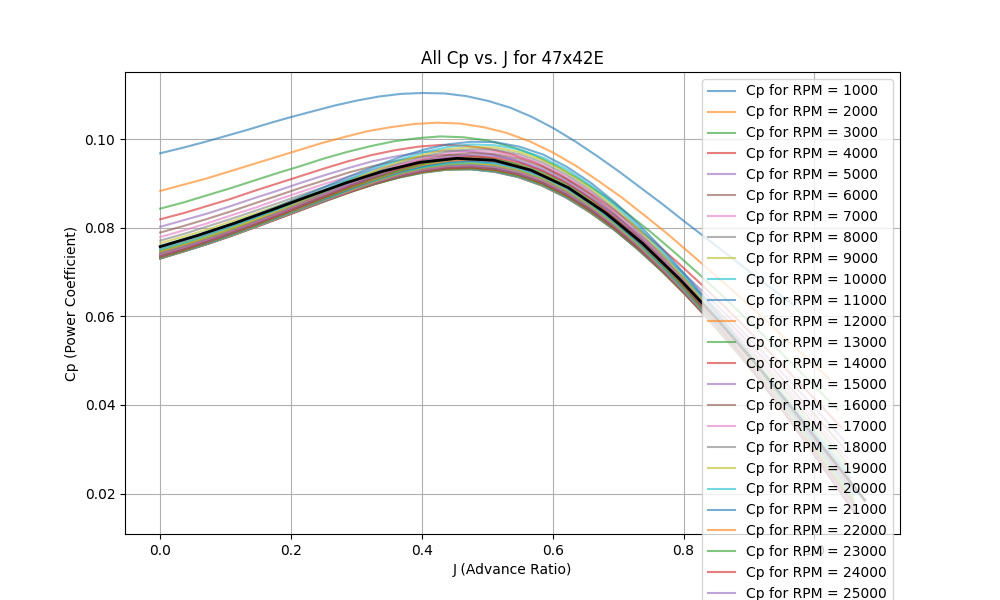 All Cp vs. J for 47x42E
Cp (Power Coefficient)
0.10
0.08
0.06
0.04
0.02
0.0
0.2
0.4
0.6
0.8
J (Advance Ratio)
Cp for RPM = 1000
Cp for RPM = 2000
Cp for RPM = 3000
Cp for RPM = 4000
Cp for RPM = 5000
Cp for RPM = 6000
Cp for RPM = 7000
Cp for RPM = 8000
Cp for RPM = 9000
Cp for RPM = 10000
Cp for RPM = 11000
Cp for RPM = 12000
Cp for RPM = 13000
Cp for RPM = 14000
Cp for RPM = 15000
Cp for RPM = 16000
Cp for RPM = 17000
Cp for RPM = 18000
Cp for RPM = 19000
Cp for RPM = 20000
Cp for RPM = 21000
Cp for RPM = 22000
Cp for RPM = 23000
Cp for RPM = 24000
Cp for RPM = 25000